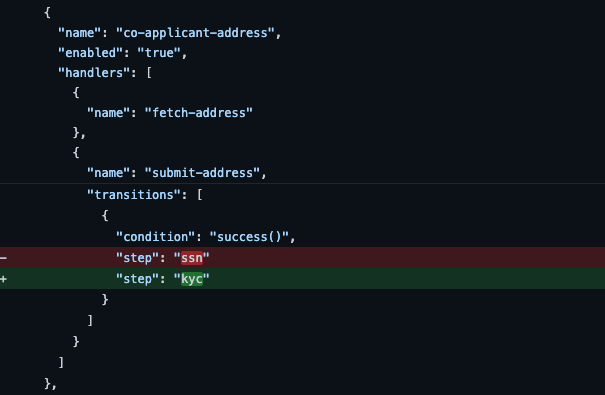 {
"name": "co-applicant-address",
"enabled": "true",
"handlers": [
{
"name": "fetch-address"
},
{
"name": "submit-address",
"transitions": [
{
"condition": "success()",
- "step": "ssn"
+ "step": "kyc"
}
]
}
]
},